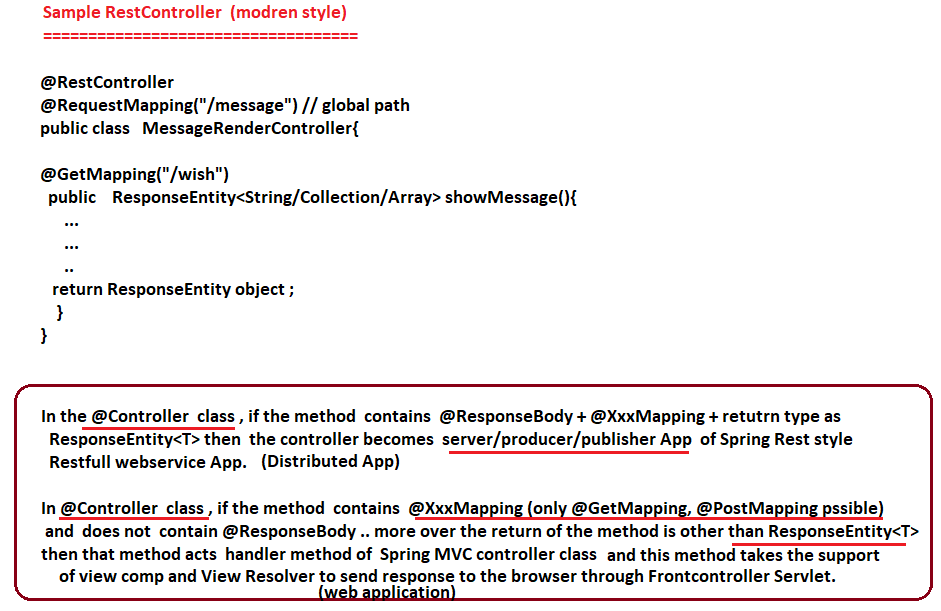 Sample RestController (modren style)
===================================
@RestController
@RequestMapping("/message") // global path
public class MessageRenderController{
@GetMapping("/wish")
public ResponseEntity<String/Collection/Array> showMessage(){
...
...
..
return ResponseEntity object ;
}
}
In the @Controller class , if the method contains @ResponseBody + @XxxMapping + retutrn type as
ResponseEntity<T> then the controller becomes server/producer/publisher App of Spring Rest style
Restfull webservice App. (Distributed App)
In @Controller class , if the method contains @XxxMapping (only @GetMapping, @PostMapping pssible)
and does not contain @ResponseBody .. more over the return of the method is other than ResponseEntity<T>
then that method acts handler method of Spring MVC controller class and this method takes the support
of view comp and View Resolver to send response to the browser through Frontcontroller Servlet.
(web application)